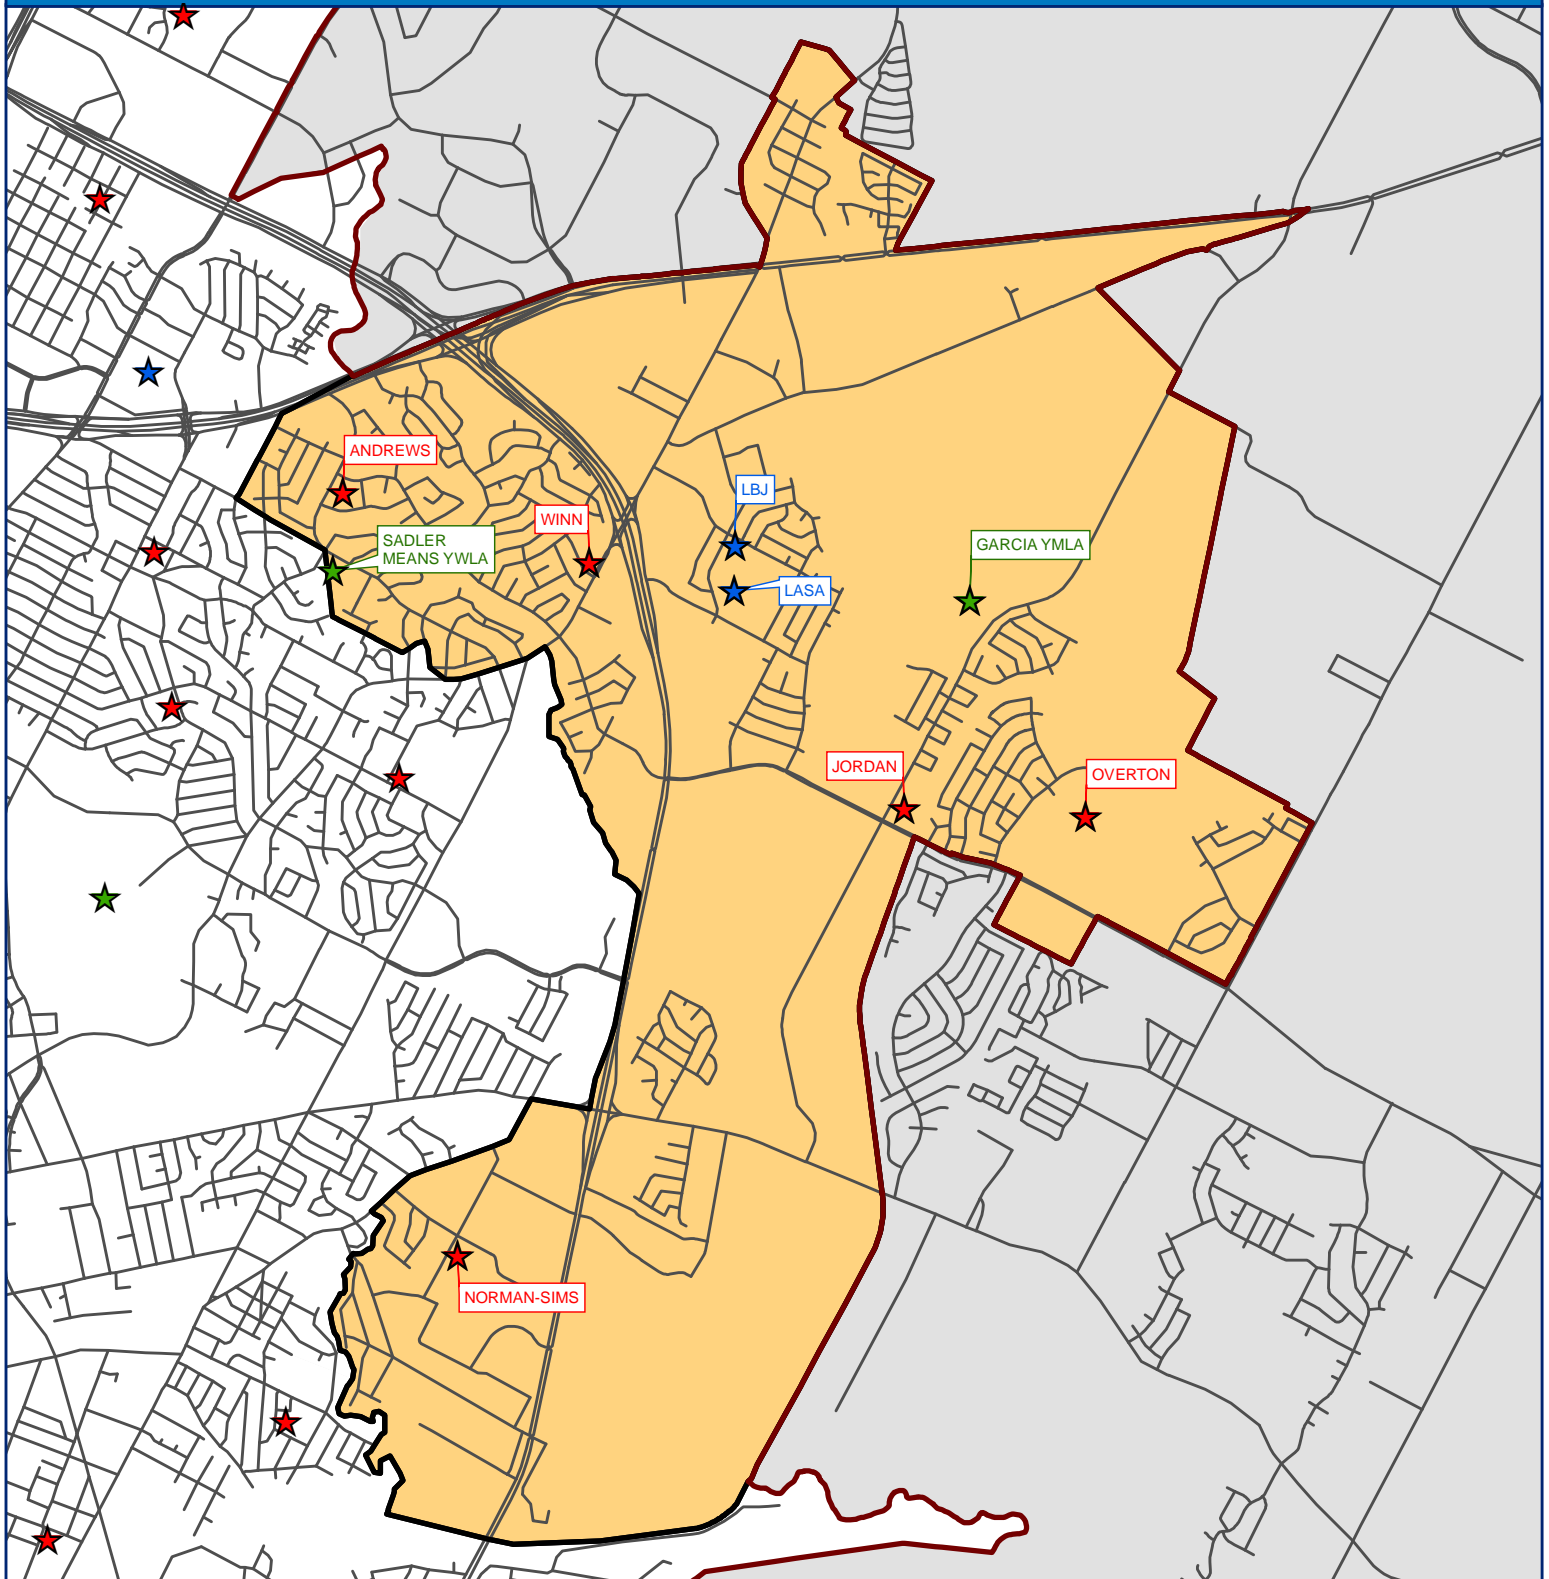 ANDREWS
LBJ
WINN
SADLER
MEANS YWLA
GARCIA YMLA
LASA
JORDAN
OVERTON
NORMAN-SIMS